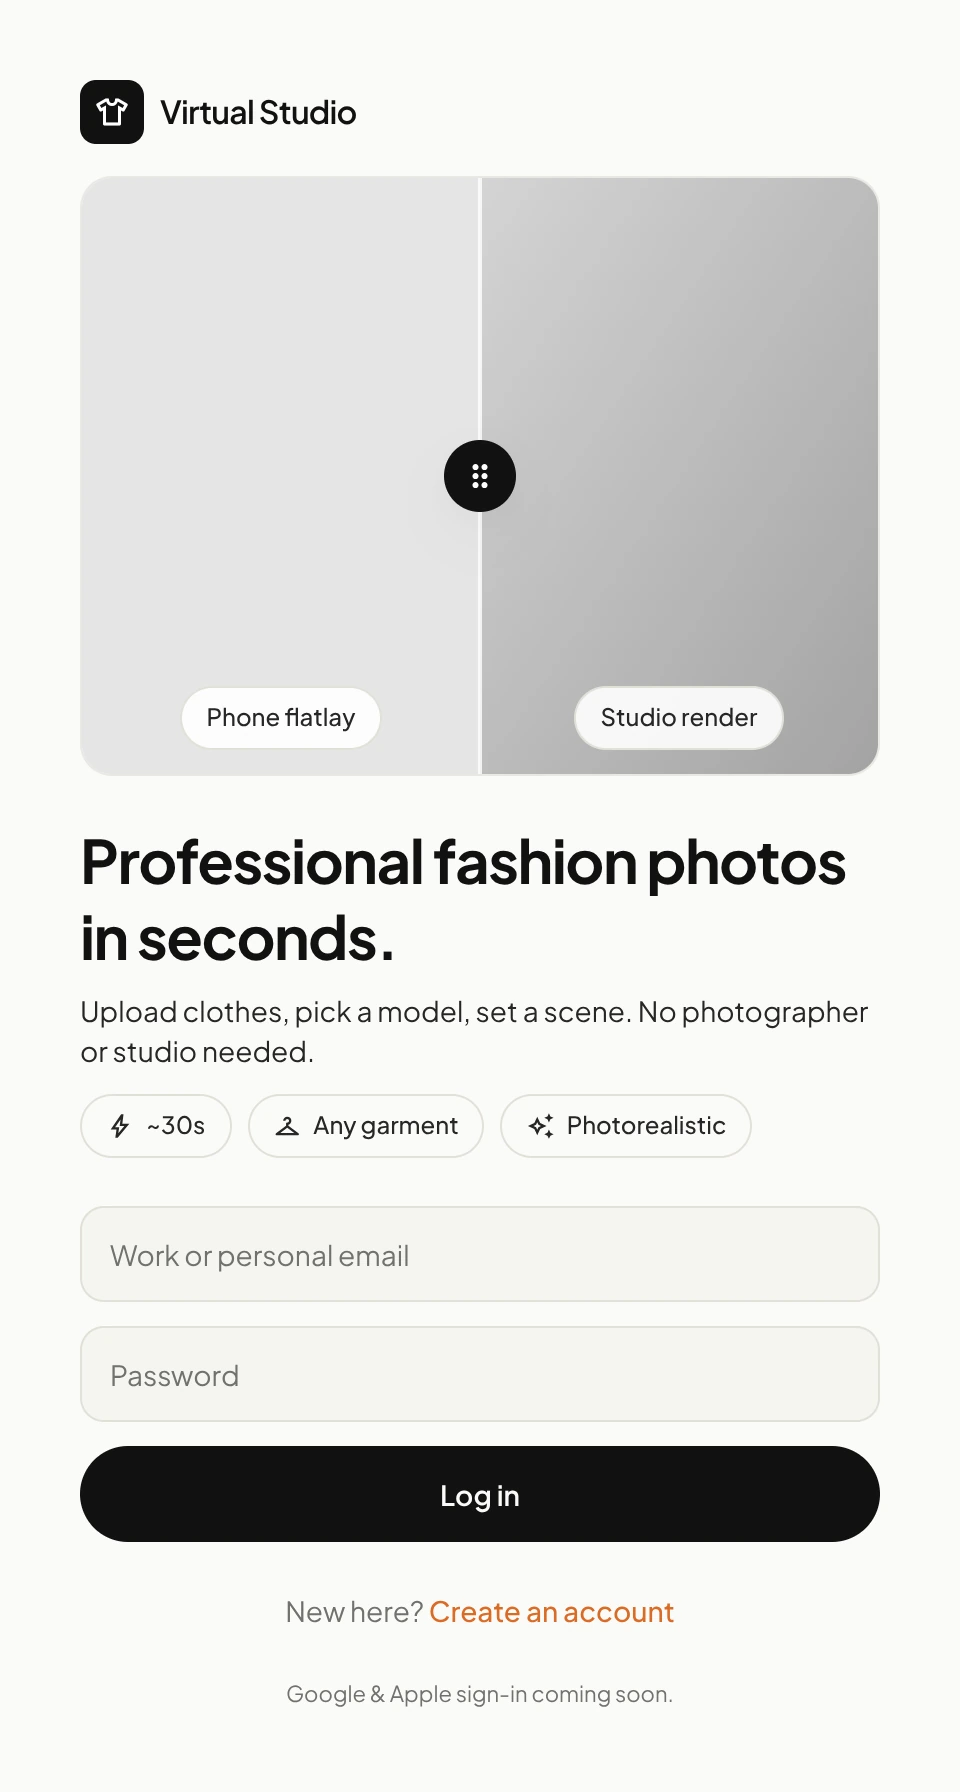 Virtual Studio
Phone flatlay
Studio render
Professional fashion photos
in seconds.
Upload clothes, pick a model, set a scene. No photographer
or studio needed.
~30s
Any garment
Photorealistic
Work or personal email
Password
Log in
New here? Create an account
Google & Apple sign-in coming soon.